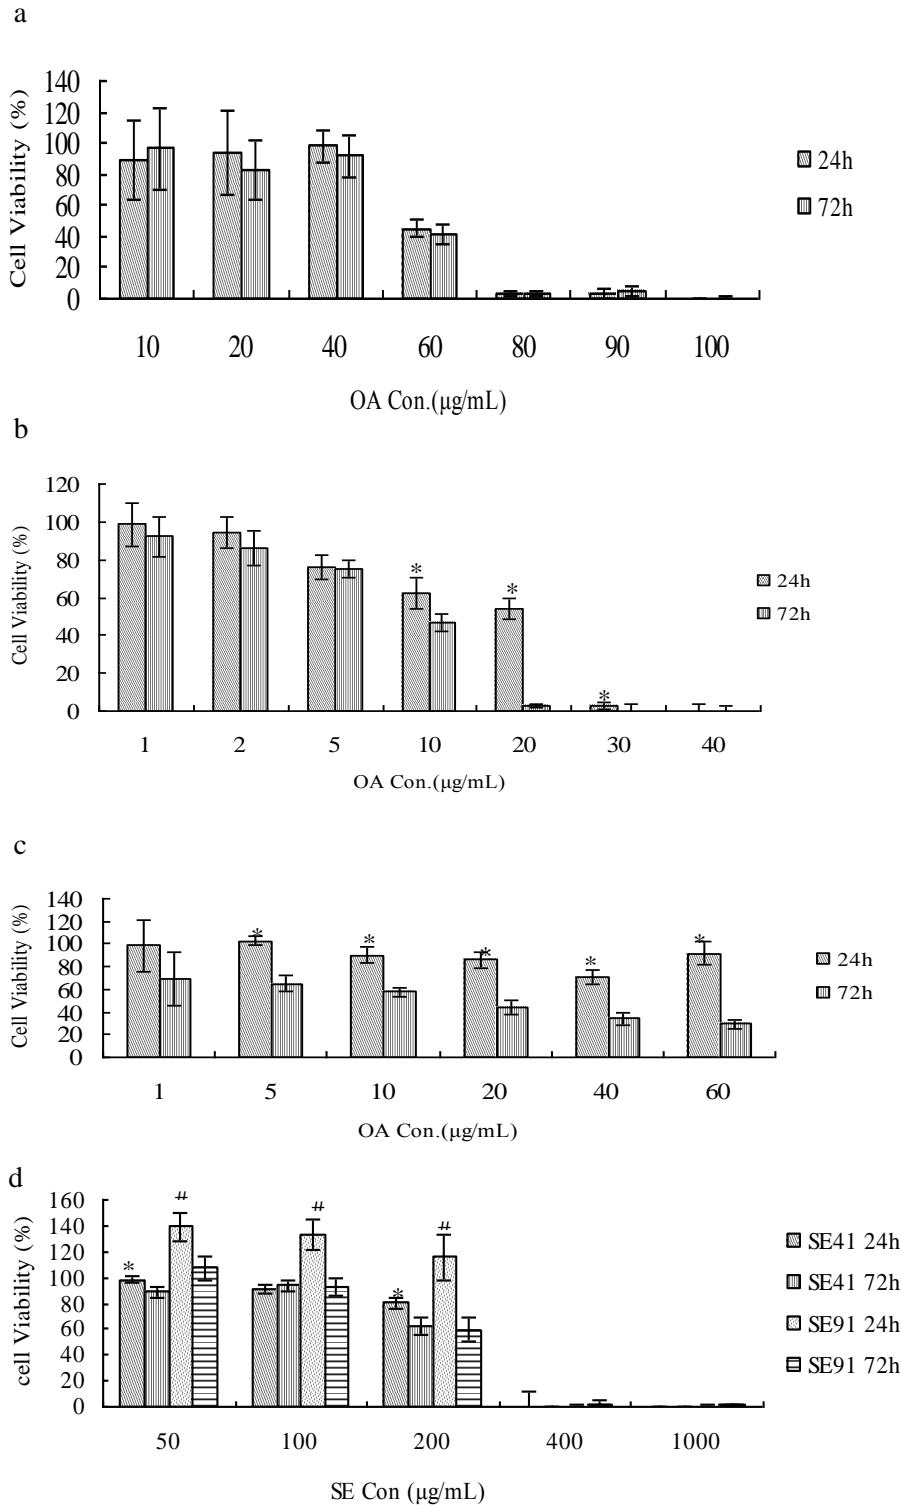 a
Cell Viability (%)
140
120
100
80
60
40
20
0
10 20 40 60 80 90 100
OA Con.(μg/mL)
24h
72h
b
Cell Viability (%)
120
100
80
60
40
20
0
* * *
1 2 5 10 20 30 40
OA Con.(μg/mL)
24h
72h
c
Cell Viability (%)
140
120
100
80
60
40
20
0
* * * * *
1 5 10 20 40 60
OA Con.(μg/mL)
24h
72h
d
cell Viability (%)
160
140
120
100
80
60
40
20
0
* # # * #
50 100 200 400 1000
SE Con (μg/mL)
SE41 24h
SE41 72h
SE91 24h
SE91 72h